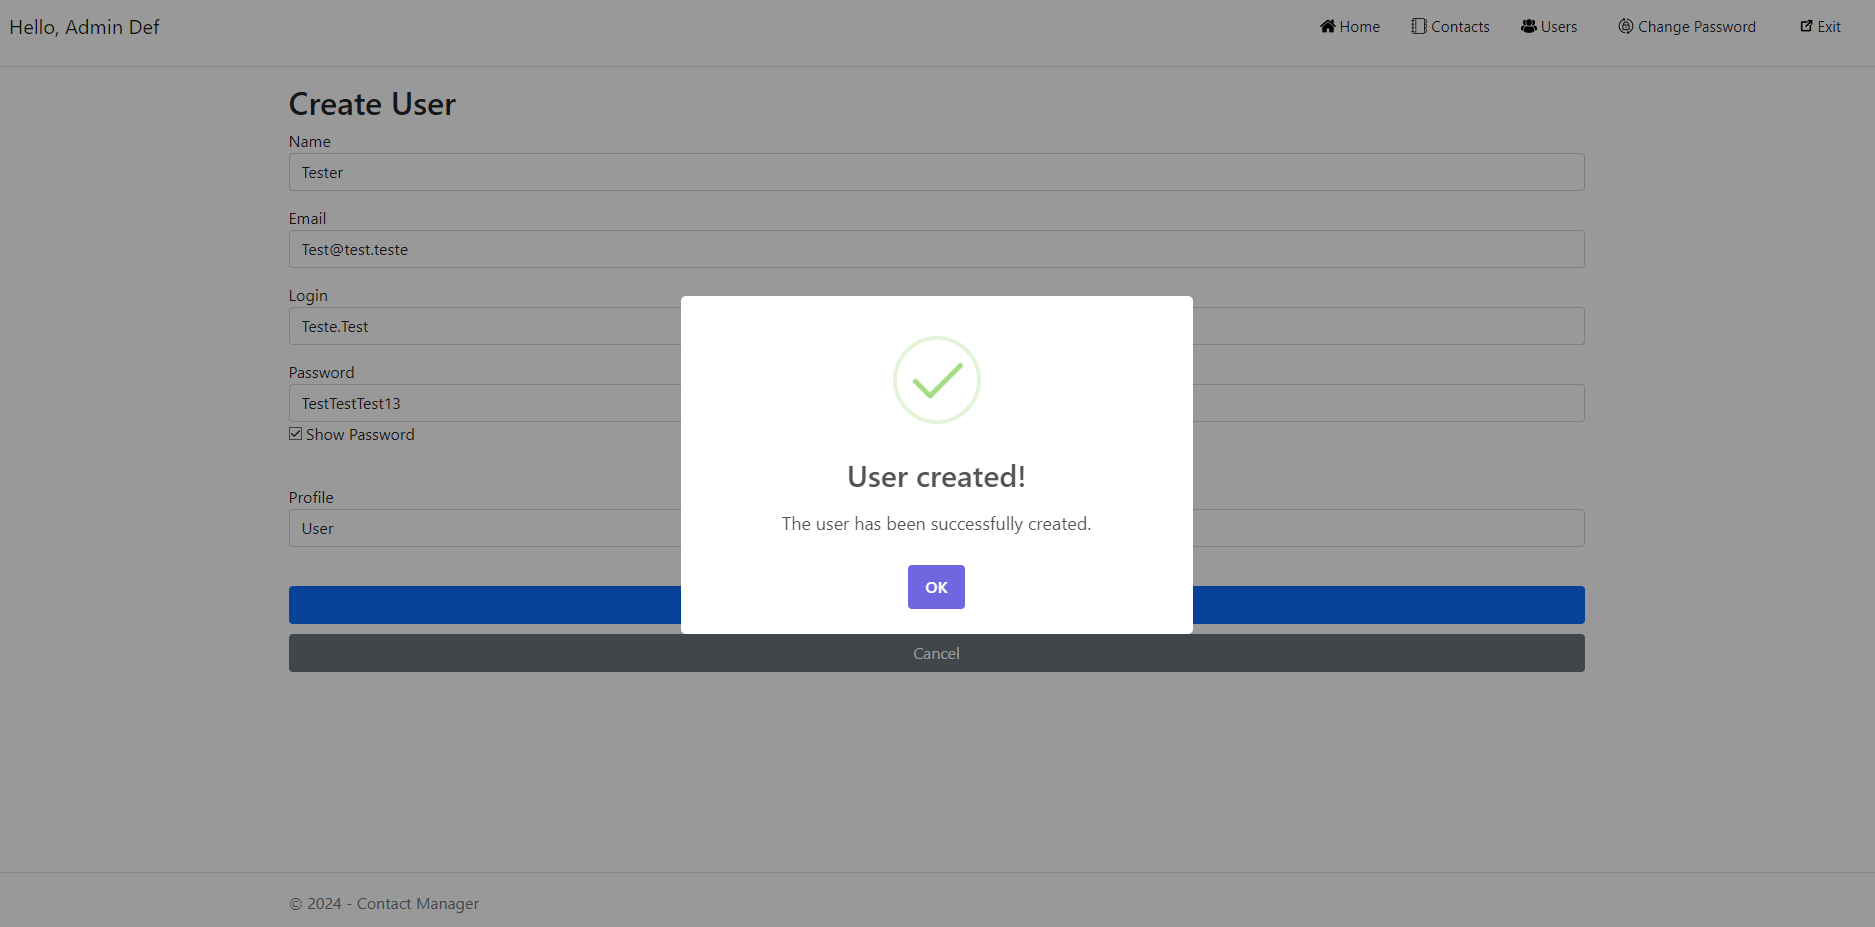 Hello, Admin Def
Home Contacts Users Change Password Exit
Create User
Name
Tester
Email
Test@test.teste
Login
Teste.Test
Password
TestTestTest13
Show Password
Profile
User
User created!
The user has been successfully created.
OK
Cancel
© 2024 - Contact Manager